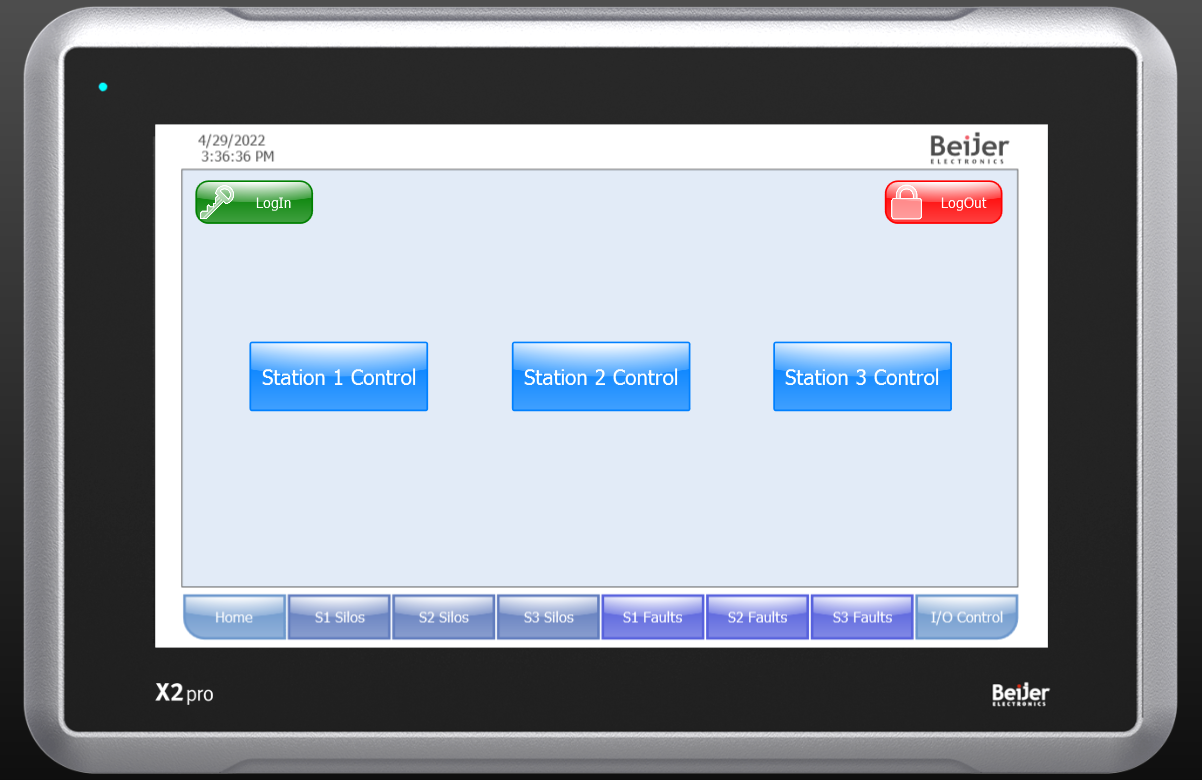 4/29/2022
3:36:36 PM
BeiJer
ELECTRONICS
LogIn
LogOut
Station 1 Control
Station 2 Control
Station 3 Control
Home
S1 Silos
S2 Silos
S3 Silos
S1 Faults
S2 Faults
S3 Faults
I/O Control
X2 pro
BeiJer
ELECTRONICS